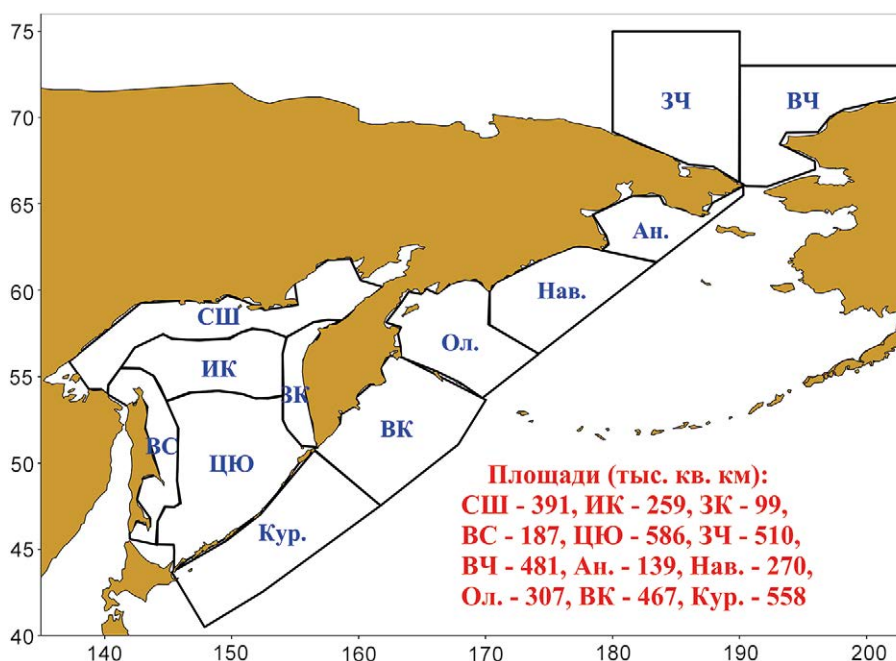 75
70
65
60
55
50
45
40
140
150
160
170
180
190
200
ЗЧ
ВЧ
Ан.
Нав.
СШ
Ол.
ИК
ВК
ВК
ВС
ЦЮ
Кур.
Площади (тыс. кв. км):
СШ - 391, ИК - 259, ЗК - 99,
ВС - 187, ЦЮ - 586, ЗЧ - 510,
ВЧ - 481, Ан. - 139, Нав. - 270,
Ол. - 307, ВК - 467, Кур. - 558